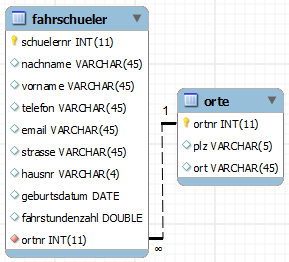 fahrschueler
schuelernr INT(11)
nachname VARCHAR(45)
vorname VARCHAR(45)
telefon VARCHAR(45)
email VARCHAR(45)
strasse VARCHAR(45)
hausnr VARCHAR(4)
geburtsdatum DATE
fahrstundenzahl DOUBLE
ortnr INT(11)
1
∞
orte
ortnr INT(11)
plz VARCHAR(5)
ort VARCHAR(45)